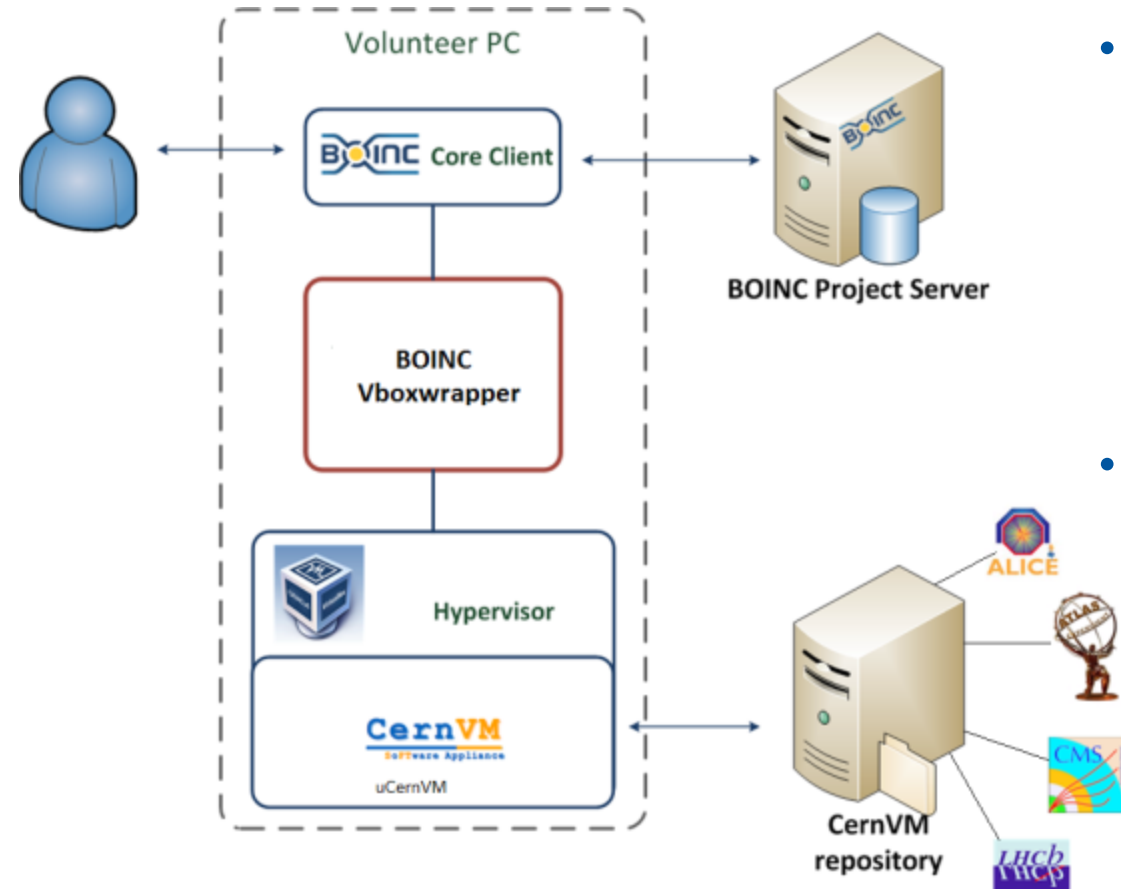 Volunteer PC
BOINC Core Client
BOINC
BOINC Project Server
BOINC
Vboxwrapper
Hypervisor
CernVM
SoFTware Appliance
uCernVM
ALICE
ATLAS
CMS
LHCb
LHCb
CernVM
repository